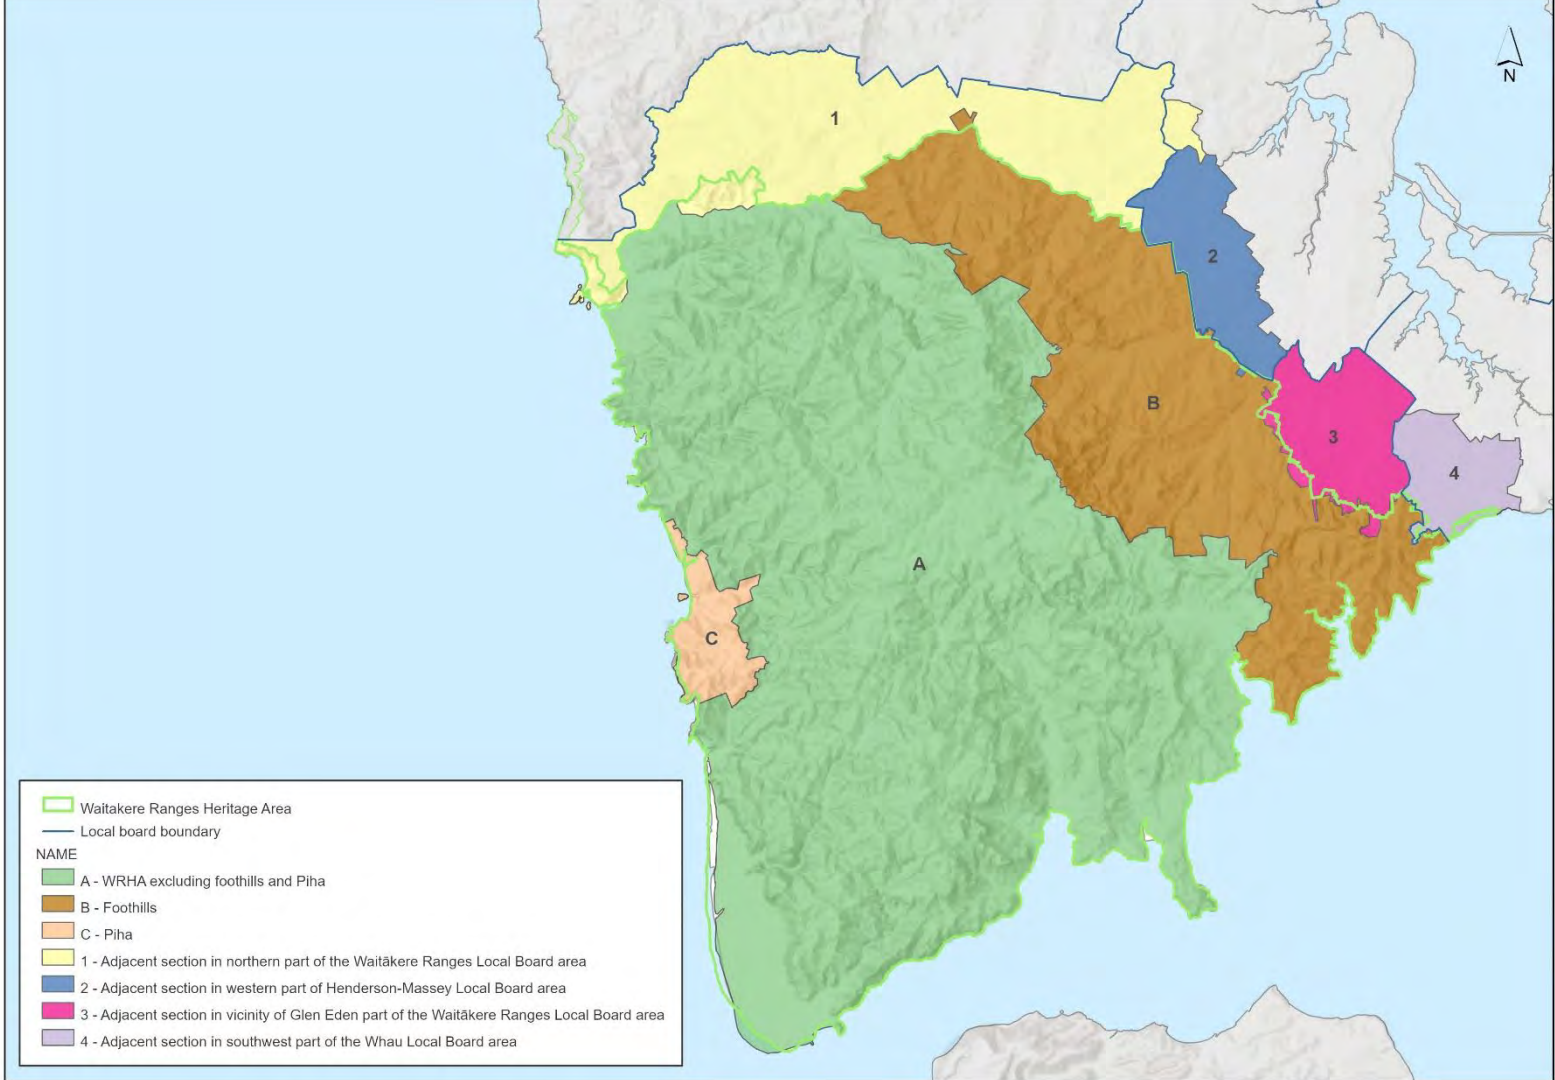 N
1
2
B
3
4
A
C
Waitakere Ranges Heritage Area
Local board boundary
NAME
A - WRHA excluding foothills and Piha
B - Foothills
C - Piha
1 - Adjacent section in northern part of the Waitākere Ranges Local Board area
2 - Adjacent section in western part of Henderson-Massey Local Board area
3 - Adjacent section in vicinity of Glen Eden part of the Waitākere Ranges Local Board area
4 - Adjacent section in southwest part of the Whau Local Board area